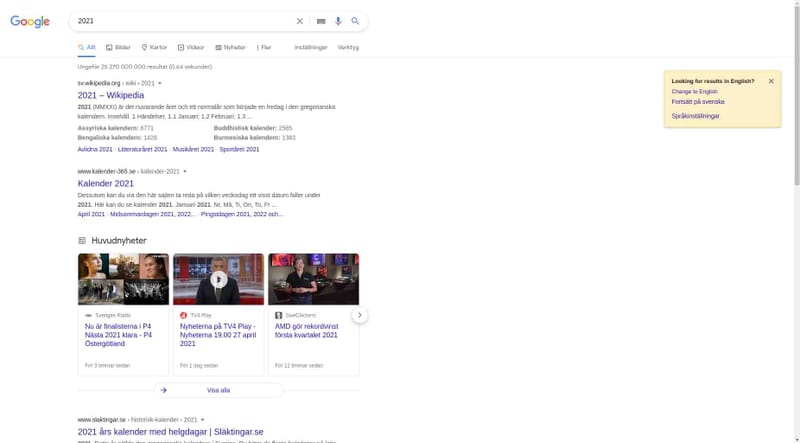 Google
2021
Allt Bilder Kartor Videor Nyheter Fler Inställningar Verktyg
Ungefär 25 270 000 000 resultat (0,64 sekunder)
sv.wikipedia.org › wiki › 2021
2021 – Wikipedia
2021 (MMXXI) är det nuvarande året och ett normalår som började en fredag i den gregorianska
kalendern. Innehåll. 1 Händelser. 1.1 Januari; 1.2 Februari; 1.3 ...
Assyriska kalendern: 6771 Buddhistisk kalender: 2565
Bengaliska kalendern: 1428 Burmesiska kalendern: 1383
Avlidna 2021 · Litteraturåret 2021 · Musikåret 2021 · Sportåret 2021
www.kalender-365.se › kalender-2021
Kalender 2021
Dessutom kan du via den här sajten ta reda på vilken veckodag ett visst datum faller under
2021. Här kan du se kalender 2021. Januari 2021. Nr, Må, Ti, On, To, Fr ...
April 2021 · Midsommardagen 2021, 2022... · Pingstdagen 2021, 2022 och...
Huvudnyheter
Sveriges Radio
Nu är finalisterna i P4
Nästa 2021 klara - P4
Östergötland
För 3 timmar sedan
TV4 Play
Nyheterna på TV4 Play -
Nyheterna 19.00 27 april
2021
För 1 dag sedan
SweClockers
AMD gör rekordvinst
första kvartalet 2021
För 12 timmar sedan
Visa alla
www.slaktingar.se › historisk-kalender › 2021
2021 års kalender med helgdagar | Släktingar.se
Looking for results in English?
Change to English
Fortsätt på svenska
Språkinställningar